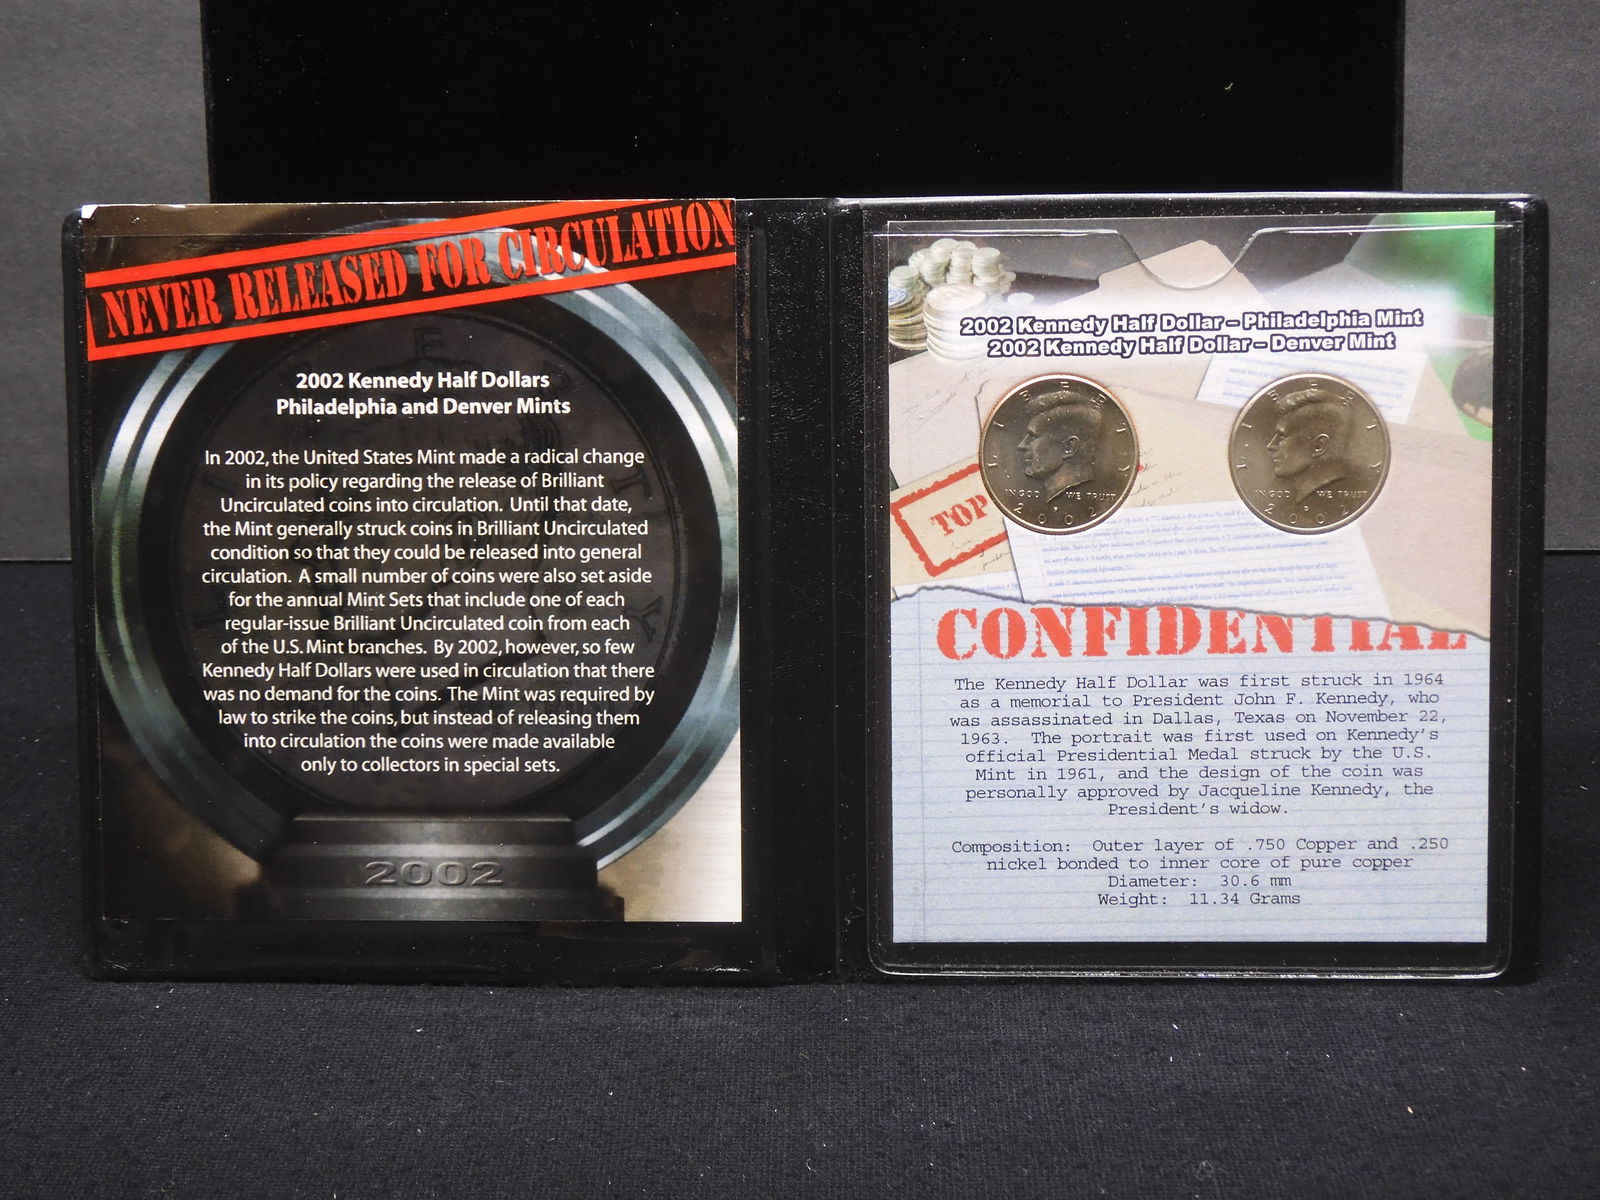 NEVER RELEASED FOR CIRCULATION
2002 Kennedy Half Dollars
Philadelphia and Denver Mints
In 2002, the United States Mint made a radical change
in its policy regarding the release of Brilliant
Uncirculated coins into circulation. Until that date,
the Mint generally struck coins in Brilliant Uncirculated
condition so that they could be released into general
circulation. A small number of coins were also set aside
for the annual Mint Sets that include one of each
regular-issue Brilliant Uncirculated coin from each
of the U.S. Mint branches. By 2002, however, so few
Kennedy Half Dollars were used in circulation that there
was no demand for the coins. The Mint was required by
law to strike the coins, but instead of releasing them
into circulation the coins were made available
only to collectors in special sets.
2002
2002 Kennedy Half Dollar – Philadelphia Mint
2002 Kennedy Half Dollar – Denver Mint
LIBERTY
IN GOD WE TRUST
P
2002
LIBERTY
IN GOD WE TRUST
D
2002
TOP
CONFIDENTIAL
The Kennedy Half Dollar was first struck in 1964
as a memorial to President John F. Kennedy, who
was assassinated in Dallas, Texas on November 22,
1963. The portrait was first used on Kennedy's
official Presidential Medal struck by the U.S.
Mint in 1961, and the design of the coin was
personally approved by Jacqueline Kennedy, the
President's widow.
Composition: Outer layer of .750 Copper and .250
nickel bonded to inner core of pure copper
Diameter: 30.6 mm
Weight: 11.34 Grams